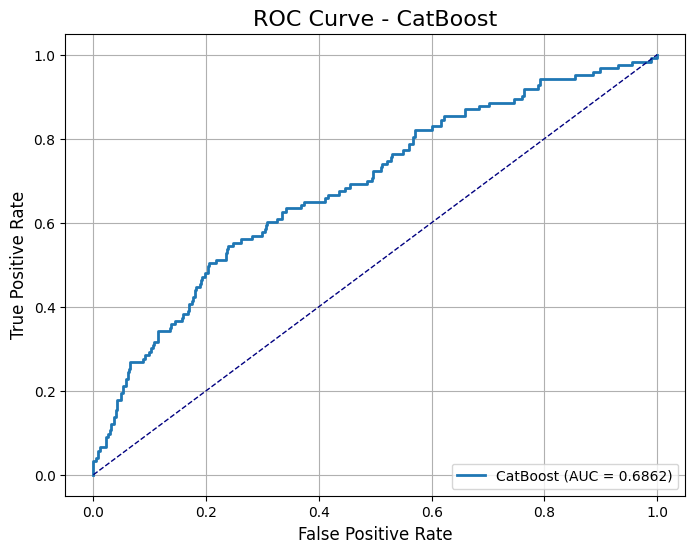 ROC Curve - CatBoost
True Positive Rate
1.0
0.8
0.6
0.4
0.2
0.0
CatBoost (AUC = 0.6862)
0.0 0.2 0.4 0.6 0.8 1.0
False Positive Rate